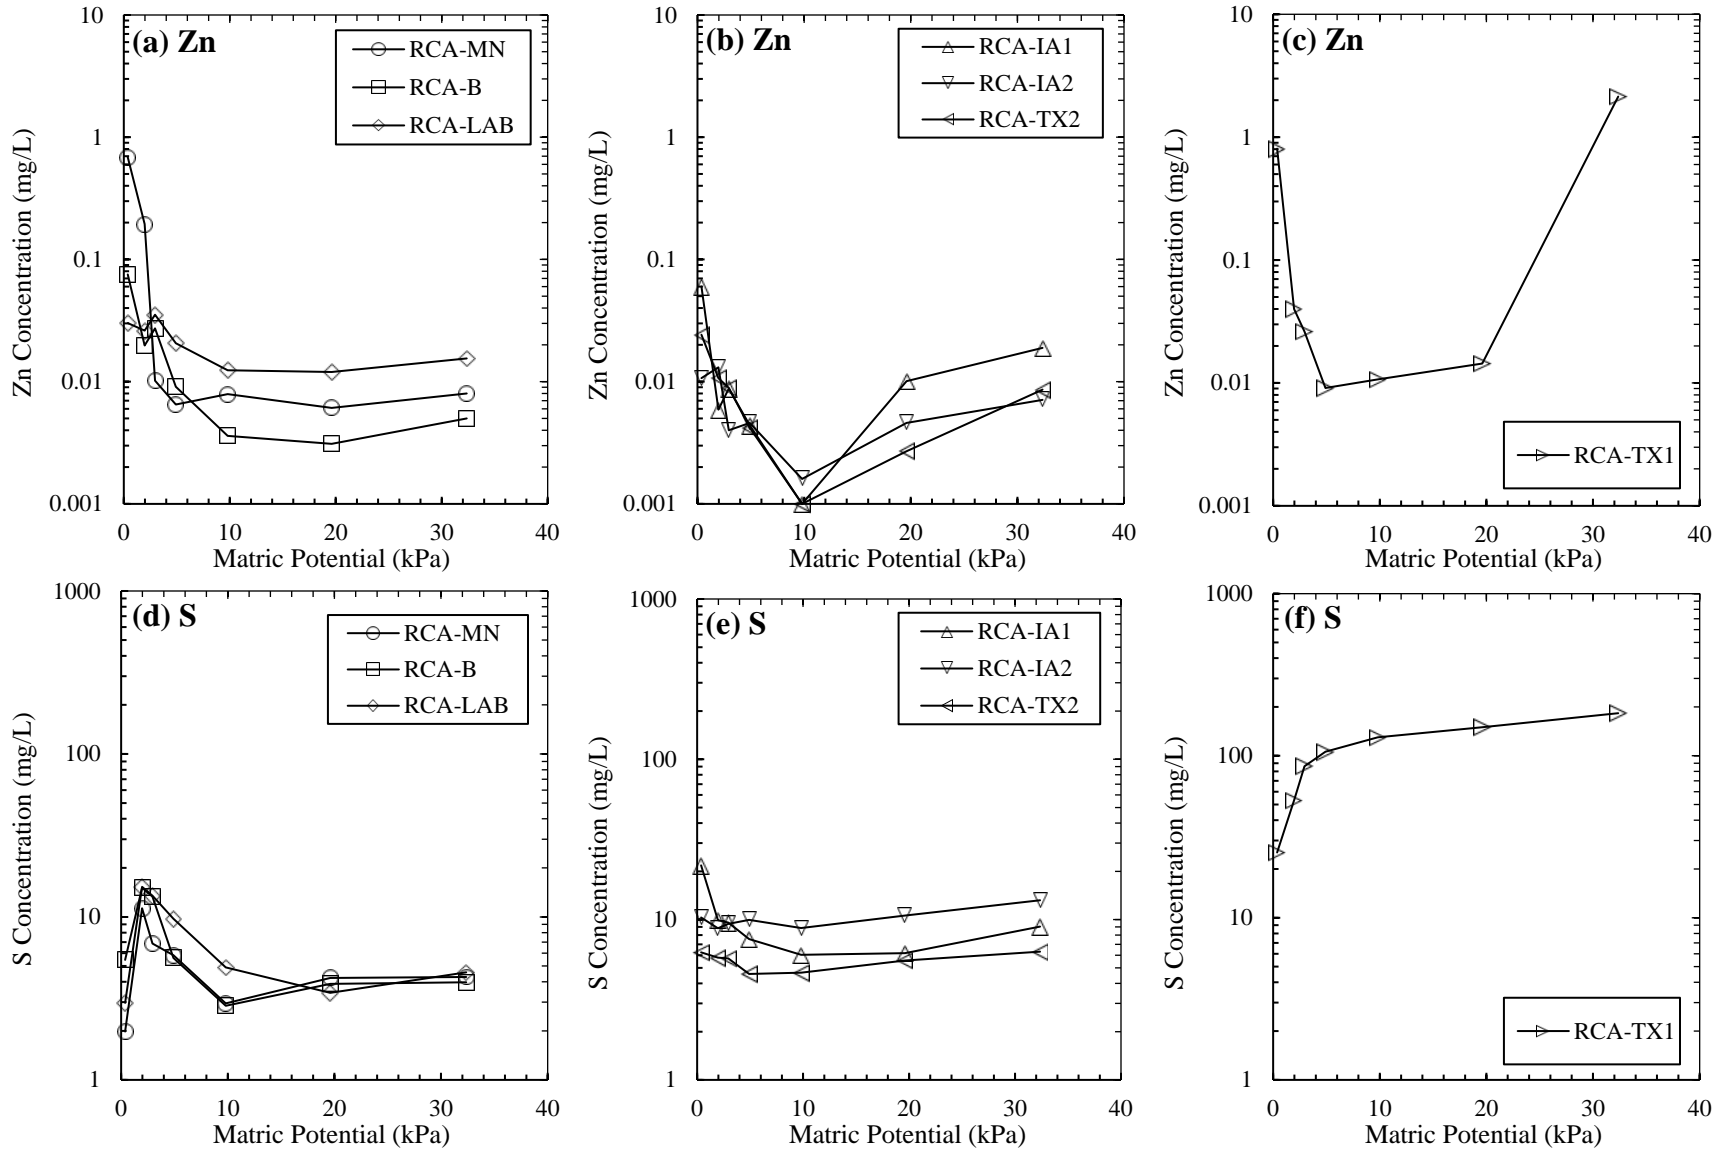 (a) Zn
RCA-MN
RCA-B
RCA-LAB
10
1
0.1
0.01
0.001
Zn Concentration (mg/L)
0 10 20 30 40
Matric Potential (kPa)
(b) Zn
RCA-IA1
RCA-IA2
RCA-TX2
10
1
0.1
0.01
0.001
Zn Concentration (mg/L)
0 10 20 30 40
Matric Potential (kPa)
(c) Zn
10
1
0.1
0.01
0.001
Zn Concentration (mg/L)
RCA-TX1
0 10 20 30 40
Matric Potential (kPa)
(d) S
RCA-MN
RCA-B
RCA-LAB
1000
100
10
1
S Concentration (mg/L)
0 10 20 30 40
Matric Potential (kPa)
(e) S
RCA-IA1
RCA-IA2
RCA-TX2
1000
100
10
1
S Concentration (mg/L)
0 10 20 30 40
Matric Potential (kPa)
(f) S
1000
100
10
1
S Concentration (mg/L)
RCA-TX1
0 10 20 30 40
Matric Potential (kPa)